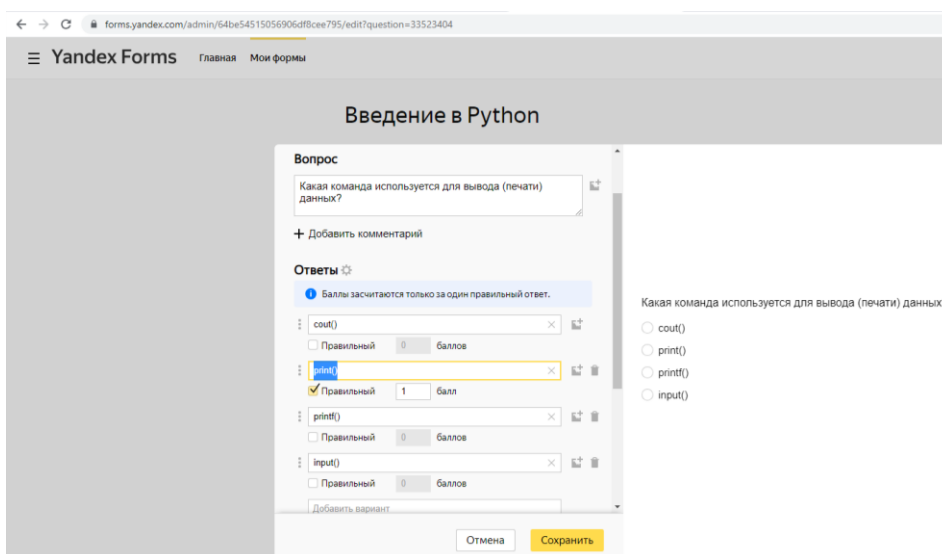 forms.yandex.com/admin/64be54515056906df8cee795/edit?question=33523404
Yandex Forms Главная Мои формы
Введение в Python
Вопрос
Какая команда используется для вывода (печати)
данных?
+ Добавить комментарий
Ответы
Баллы засчитаются только за один правильный ответ.
cout()
Правильный 0 баллов
print()
Правильный 1 балл
printf()
Правильный 0 баллов
input()
Правильный 0 баллов
Добавить вариант
Отмена Сохранить
Какая команда используется для вывода (печати) данных
cout()
print()
printf()
input()